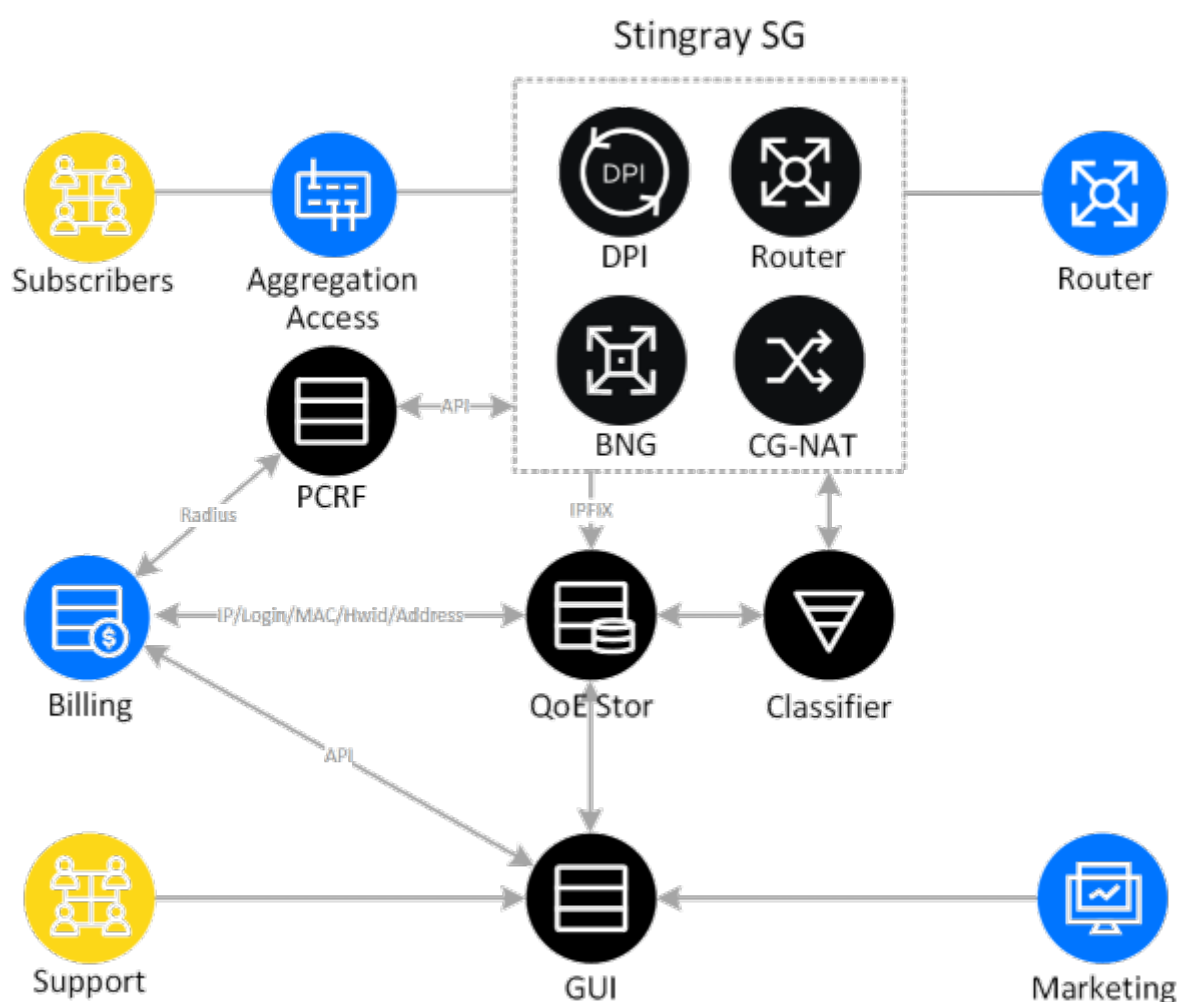 Stingray SG
DPI
DPI
Router
Subscribers
Aggregation
Access
Router
BNG
CG-NAT
API
PCRF
Radius
IPFIX
IP/Login/MAC/Hwid/Address
$
Billing
QoE Stor
Classifier
API
Support
GUI
Marketing